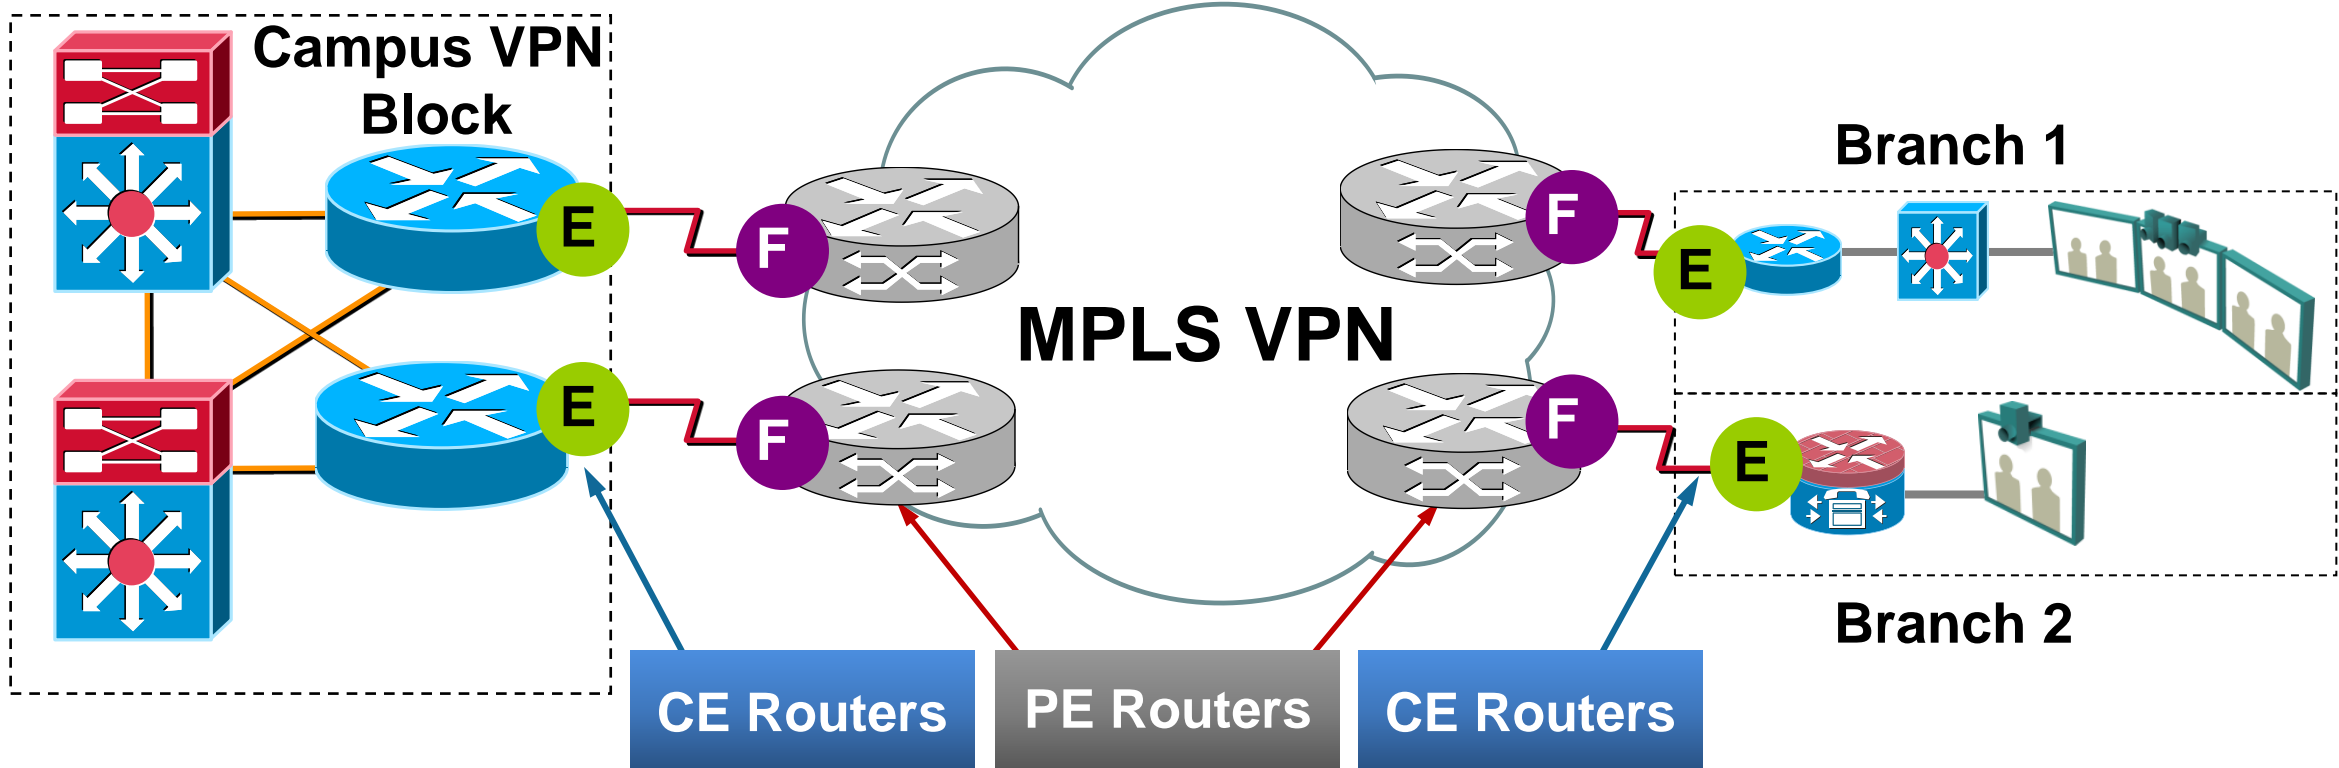 Campus VPN
Block
E
F
E
F
MPLS VPN
F
E
Branch 1
F
E
Branch 2
CE Routers
PE Routers
CE Routers